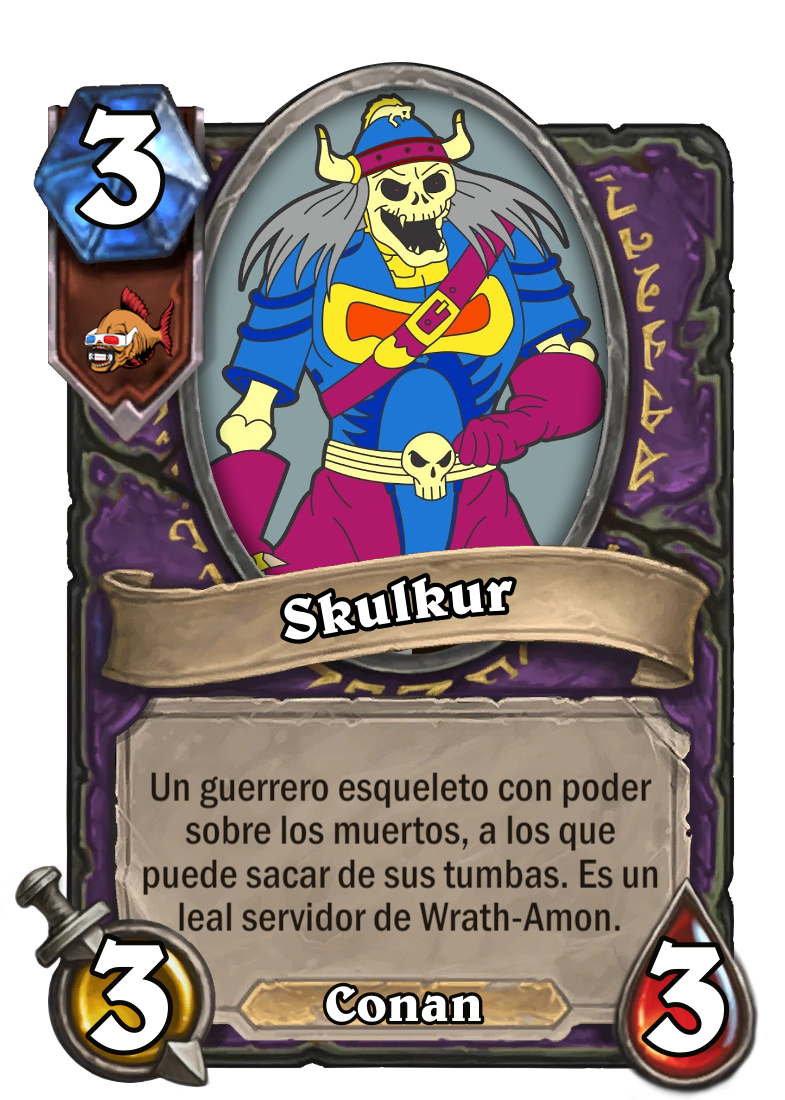 3
Skulkur
Un guerrero esqueleto con poder
sobre los muertos, a los que
puede sacar de sus tumbas. Es un
leal servidor de Wrath-Amon.
3
Conan
3